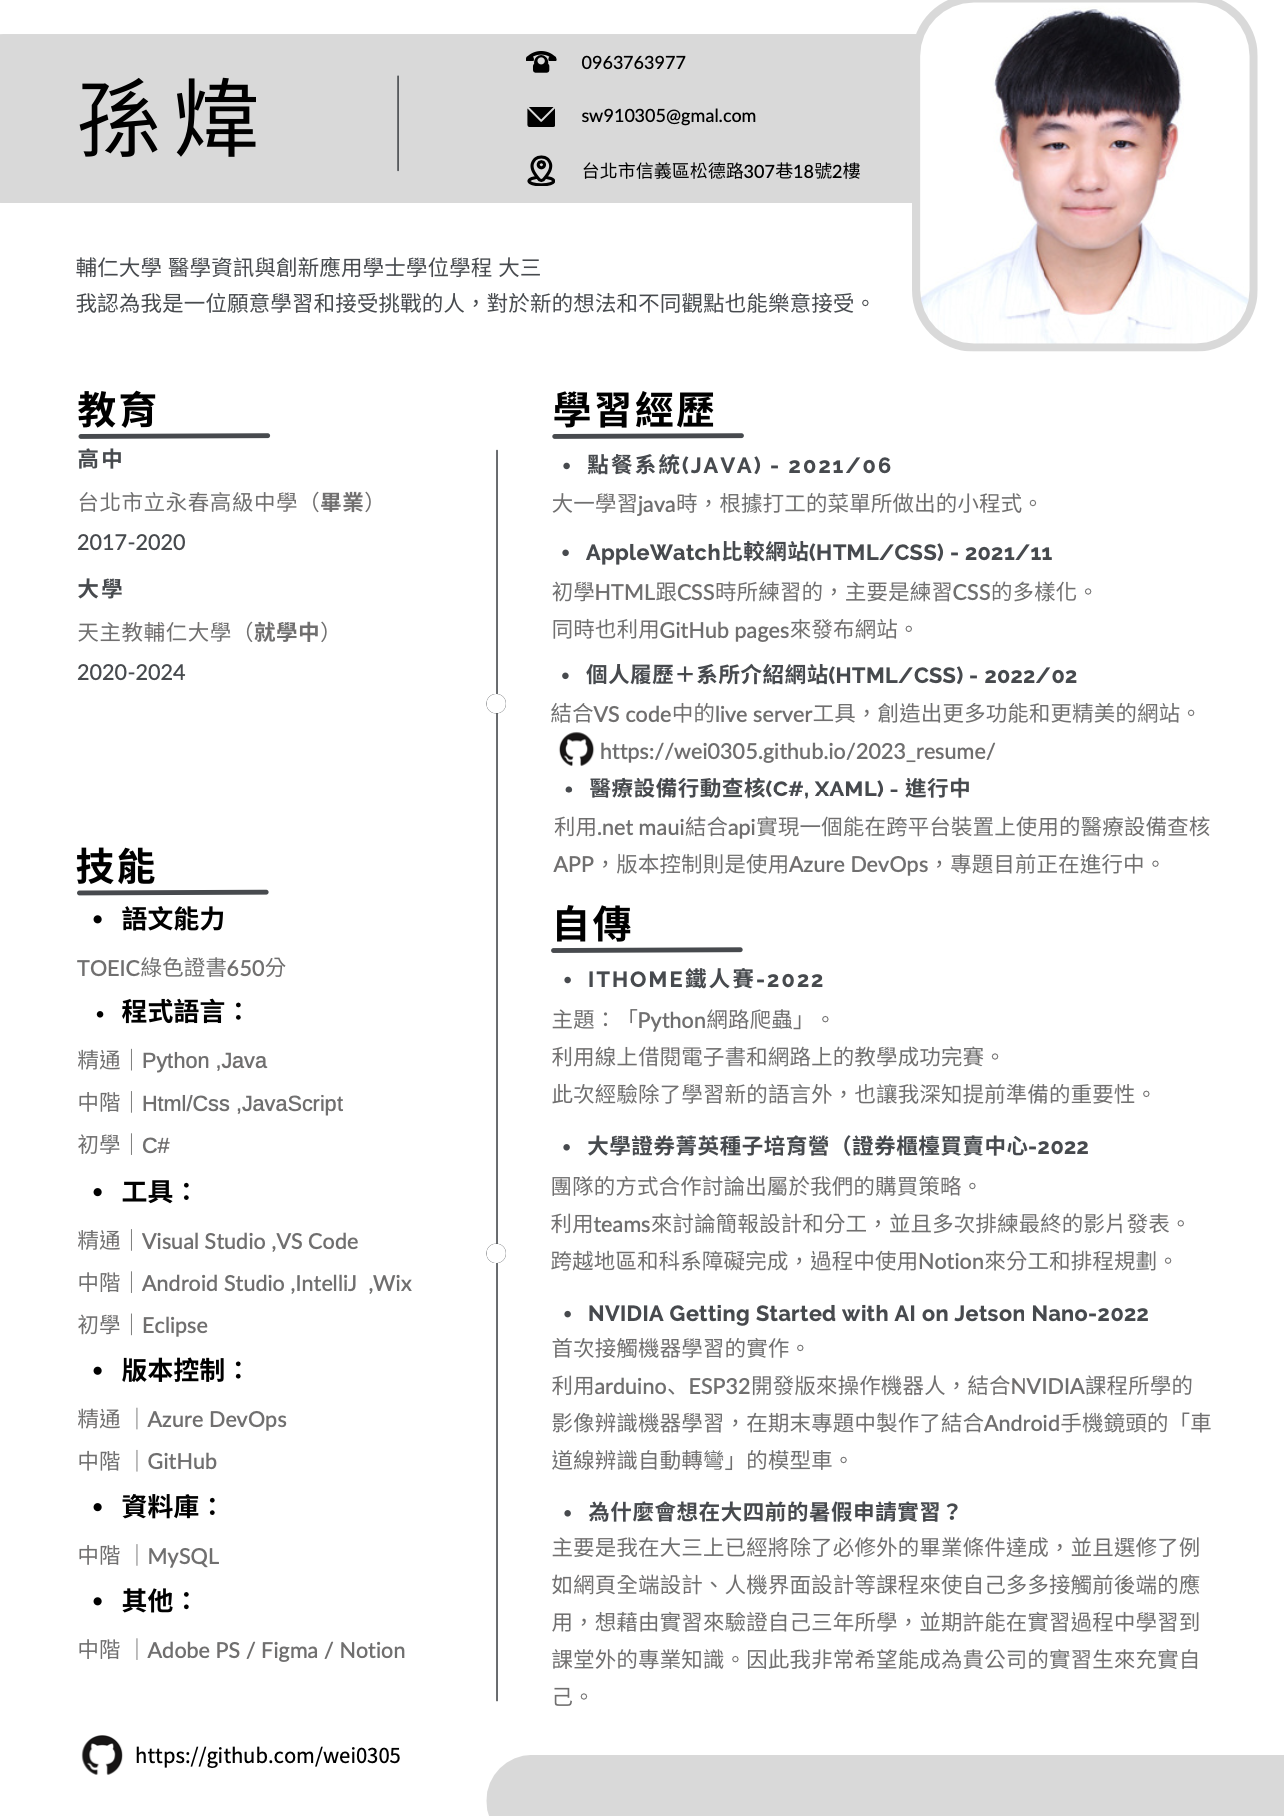 孫煒
0963763977
sw910305@gmal.com
台北市信義區松德路307巷18號2樓
輔仁大學 醫學資訊與創新應用學士學位學程 大三
我認為我是一位願意學習和接受挑戰的人，對於新的想法和不同觀點也能樂意接受。
教育
高中
台北市立永春高級中學（畢業）
2017-2020
大學
天主教輔仁大學（就學中）
2020-2024
技能
• 語文能力
TOEIC綠色證書650分
• 程式語言：
精通｜Python ,Java
中階｜Html/Css ,JavaScript
初學｜C#
• 工具：
精通｜Visual Studio ,VS Code
中階｜Android Studio ,IntelliJ ,Wix
初學｜Eclipse
• 版本控制：
精通 ｜Azure DevOps
中階 ｜GitHub
• 資料庫：
中階 ｜MySQL
• 其他：
中階 ｜Adobe PS / Figma / Notion
https://github.com/wei0305
學習經歷
• 點餐系統(JAVA) - 2021/06
大一學習java時，根據打工的菜單所做出的小程式。
• AppleWatch比較網站(HTML/CSS) - 2021/11
初學HTML跟CSS時所練習的，主要是練習CSS的多樣化。
同時也利用GitHub pages來發布網站。
• 個人履歷＋系所介紹網站(HTML/CSS) - 2022/02
結合VS code中的live server工具，創造出更多功能和更精美的網站。
https://wei0305.github.io/2023_resume/
• 醫療設備行動查核(C#, XAML) - 進行中
利用.net maui結合api實現一個能在跨平台裝置上使用的醫療設備查核
APP，版本控制則是使用Azure DevOps，專題目前正在進行中。
自傳
• ITHOME鐵人賽-2022
主題：「Python網路爬蟲」。
利用線上借閱電子書和網路上的教學成功完賽。
此次經驗除了學習新的語言外，也讓我深知提前準備的重要性。
• 大學證券菁英種子培育營（證券櫃檯買賣中心-2022
團隊的方式合作討論出屬於我們的購買策略。
利用teams來討論簡報設計和分工，並且多次排練最終的影片發表。
跨越地區和科系障礙完成，過程中使用Notion來分工和排程規劃。
• NVIDIA Getting Started with AI on Jetson Nano-2022
首次接觸機器學習的實作。
利用arduino、ESP32開發版來操作機器人，結合NVIDIA課程所學的
影像辨識機器學習，在期末專題中製作了結合Android手機鏡頭的「車
道線辨識自動轉彎」的模型車。
• 為什麼會想在大四前的暑假申請實習？
主要是我在大三上已經將除了必修外的畢業條件達成，並且選修了例
如網頁全端設計、人機界面設計等課程來使自己多多接觸前後端的應
用，想藉由實習來驗證自己三年所學，並期許能在實習過程中學習到
課堂外的專業知識。因此我非常希望能成為貴公司的實習生來充實自
己。